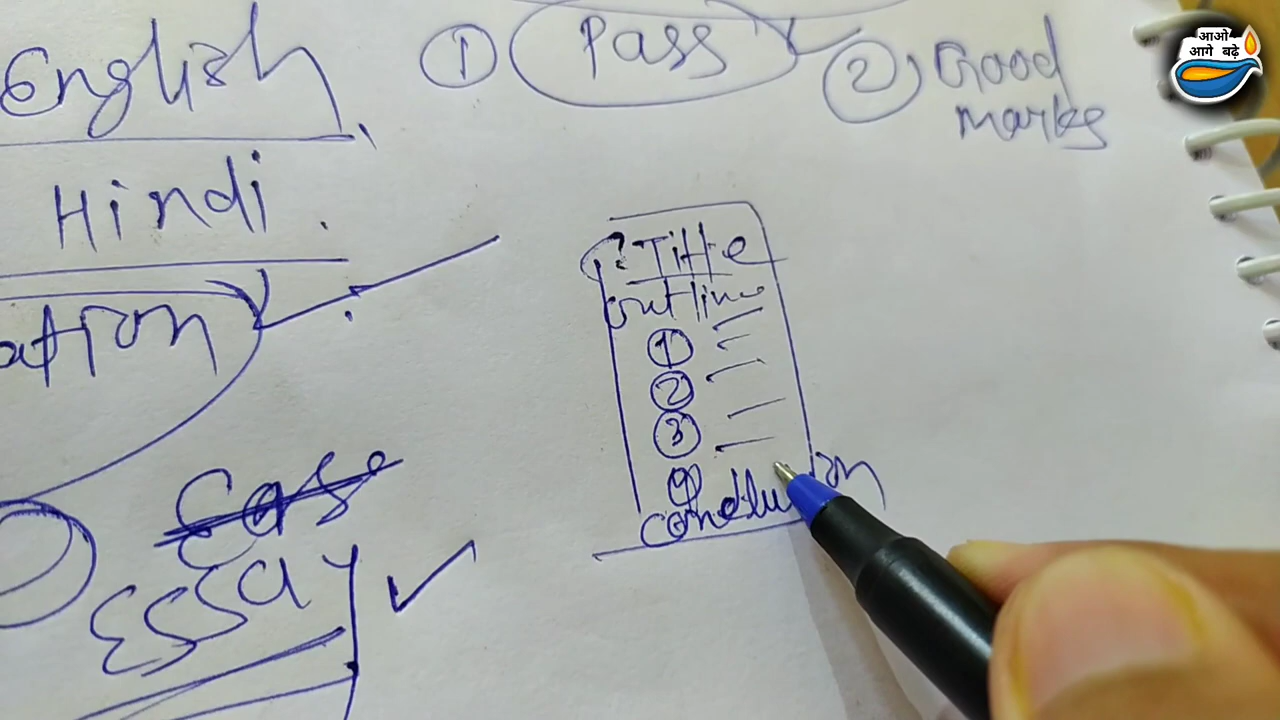 English
① Pass ② Good
marks
Hindi.
ation
Title
outline
①
②
③
④
conclusion
Essay
आओ
आगे बढ़े